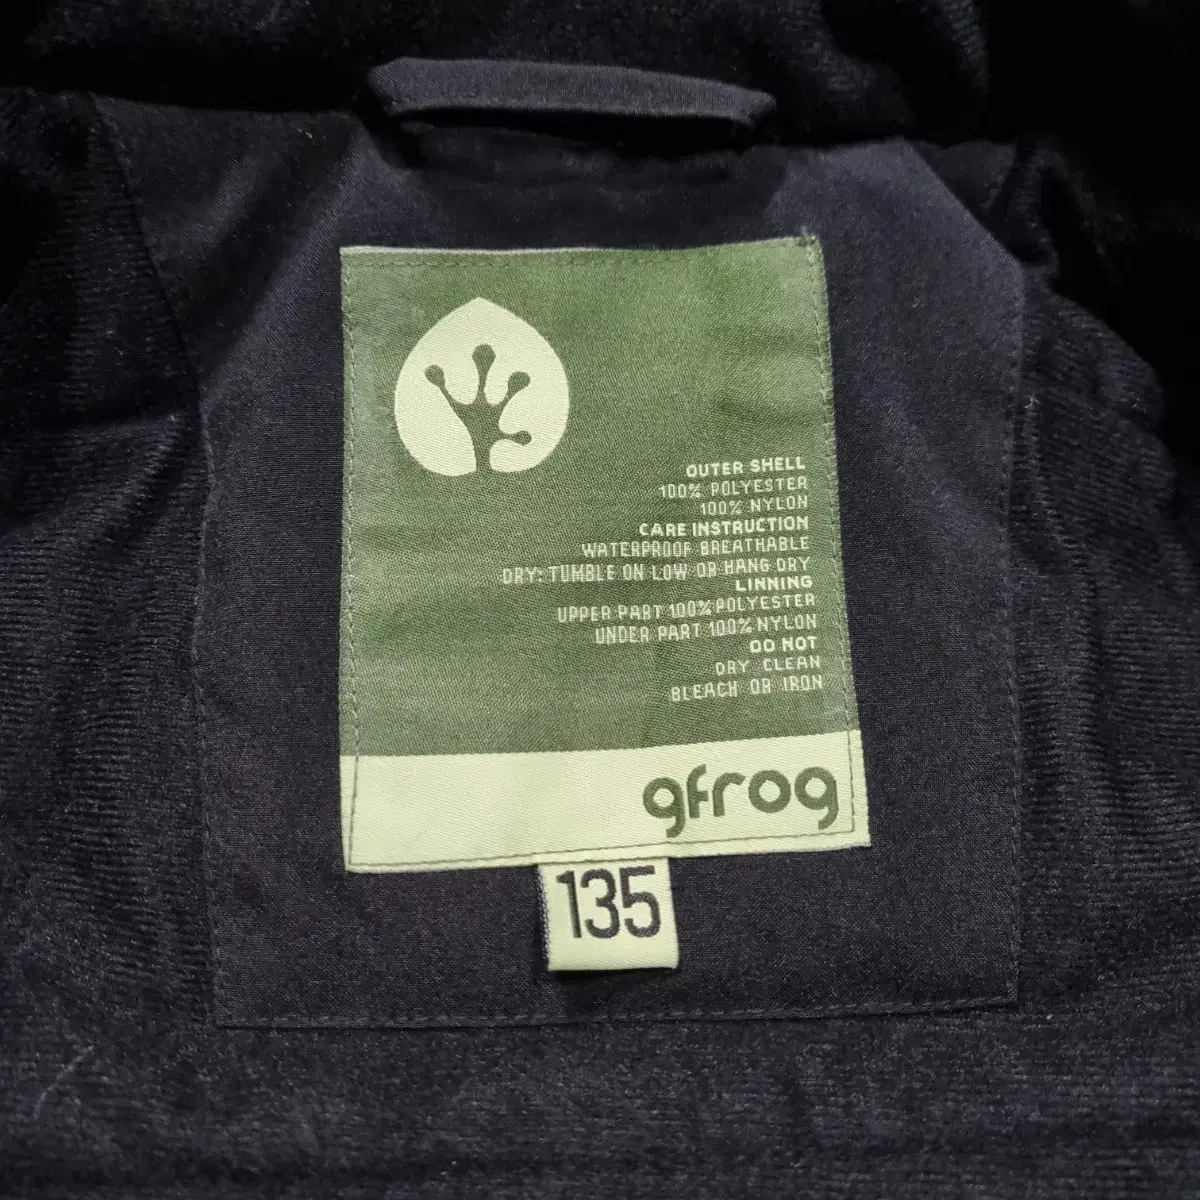 OUTER SHELL
100% POLYESTER
100% NYLON
CARE INSTRUCTION
WATERPROOF BREATHABLE
DRY: TUMBLE ON LOW OR HANG DRY
LINNING
UPPER PART 100% POLYESTER
UNDER PART 100% NYLON
DO NOT
DRY CLEAN
BLEACH OR IRON
gfrog
135